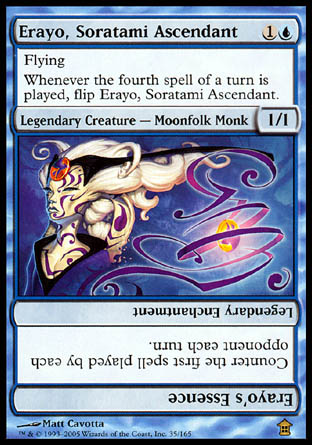 Erayo, Soratami Ascendant 1
Flying
Whenever the fourth spell of a turn is
played, flip Erayo, Soratami Ascendant.
Legendary Creature — Moonfolk Monk 1/1
Erayo's Essence
Counter the first spell played by each
opponent each turn.
Legendary Enchantment
Matt Cavotta
™ & © 1993-2005 Wizards of the Coast, Inc. 35/165